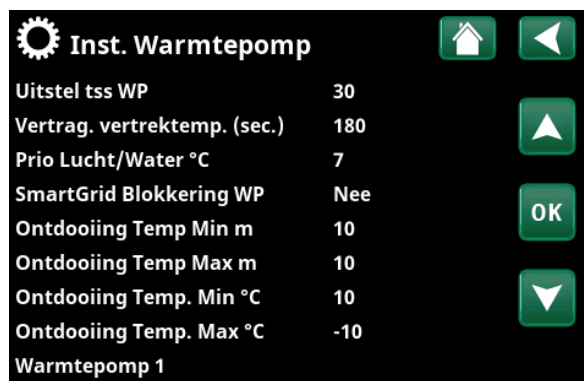 Inst. Warmtepomp
Uitstel tss WP 30
Vertrag. vertrektemp. (sec.) 180
Prio Lucht/Water °C 7
SmartGrid Blokkering WP Nee
OK
Ontdooiing Temp Min m 10
Ontdooiing Temp Max m 10
Ontdooiing Temp. Min °C 10
Ontdooiing Temp. Max °C -10
Warmtepomp 1